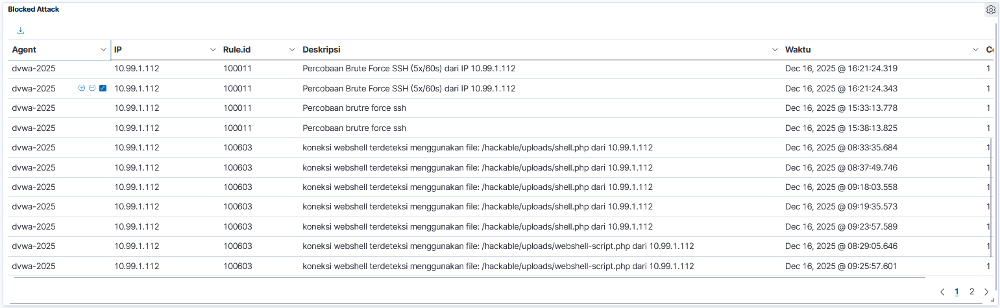 Blocked Attack
Agent IP Rule.id Deskripsi Waktu
dvwa-2025 10.99.1.112 100011 Percobaan Brute Force SSH (5x/60s) dari IP 10.99.1.112 Dec 16, 2025 @ 16:21:24.319 1
dvwa-2025 10.99.1.112 100011 Percobaan Brute Force SSH (5x/60s) dari IP 10.99.1.112 Dec 16, 2025 @ 16:21:24.343 1
dvwa-2025 10.99.1.112 100011 Percobaan brutre force ssh Dec 16, 2025 @ 15:33:13.778 1
dvwa-2025 10.99.1.112 100011 Percobaan brutre force ssh Dec 16, 2025 @ 15:38:13.825 1
dvwa-2025 10.99.1.112 100603 koneksi webshell terdeteksi menggunakan file: /hackable/uploads/shell.php dari 10.99.1.112 Dec 16, 2025 @ 08:33:35.684 1
dvwa-2025 10.99.1.112 100603 koneksi webshell terdeteksi menggunakan file: /hackable/uploads/shell.php dari 10.99.1.112 Dec 16, 2025 @ 08:37:49.746 1
dvwa-2025 10.99.1.112 100603 koneksi webshell terdeteksi menggunakan file: /hackable/uploads/shell.php dari 10.99.1.112 Dec 16, 2025 @ 09:18:03.558 1
dvwa-2025 10.99.1.112 100603 koneksi webshell terdeteksi menggunakan file: /hackable/uploads/shell.php dari 10.99.1.112 Dec 16, 2025 @ 09:19:35.573 1
dvwa-2025 10.99.1.112 100603 koneksi webshell terdeteksi menggunakan file: /hackable/uploads/shell.php dari 10.99.1.112 Dec 16, 2025 @ 09:23:57.589 1
dvwa-2025 10.99.1.112 100603 koneksi webshell terdeteksi menggunakan file: /hackable/uploads/webshell-script.php dari 10.99.1.112 Dec 16, 2025 @ 08:29:05.646 1
dvwa-2025 10.99.1.112 100603 koneksi webshell terdeteksi menggunakan file: /hackable/uploads/webshell-script.php dari 10.99.1.112 Dec 16, 2025 @ 09:25:57.601 1
1 2